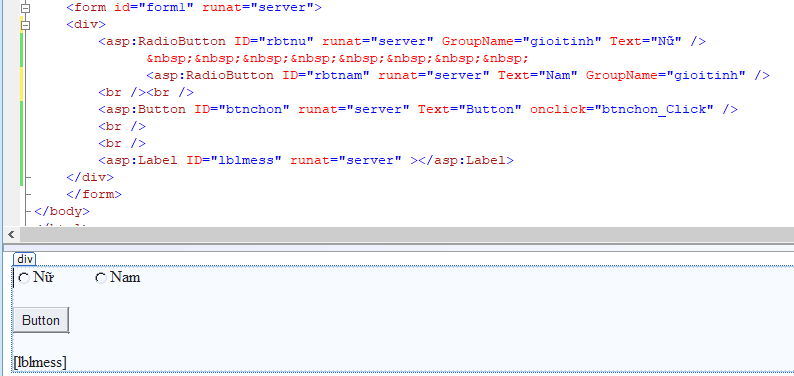 <form id="form1" runat="server">
<div>
<asp:RadioButton ID="rbtnu" runat="server" GroupName="gioitinh" Text="Nữ" />
&nbsp;&nbsp;&nbsp;&nbsp;&nbsp;&nbsp;&nbsp;&nbsp;
<asp:RadioButton ID="rbtnam" runat="server" Text="Nam" GroupName="gioitinh" />
<br /><br />
<asp:Button ID="btnchon" runat="server" Text="Button" onclick="btnchon_Click" />
<br />
<br />
<asp:Label ID="lblmess" runat="server" ></asp:Label>
</div>
</form>
</body>
div
Nữ Nam
Button
[lblmess]